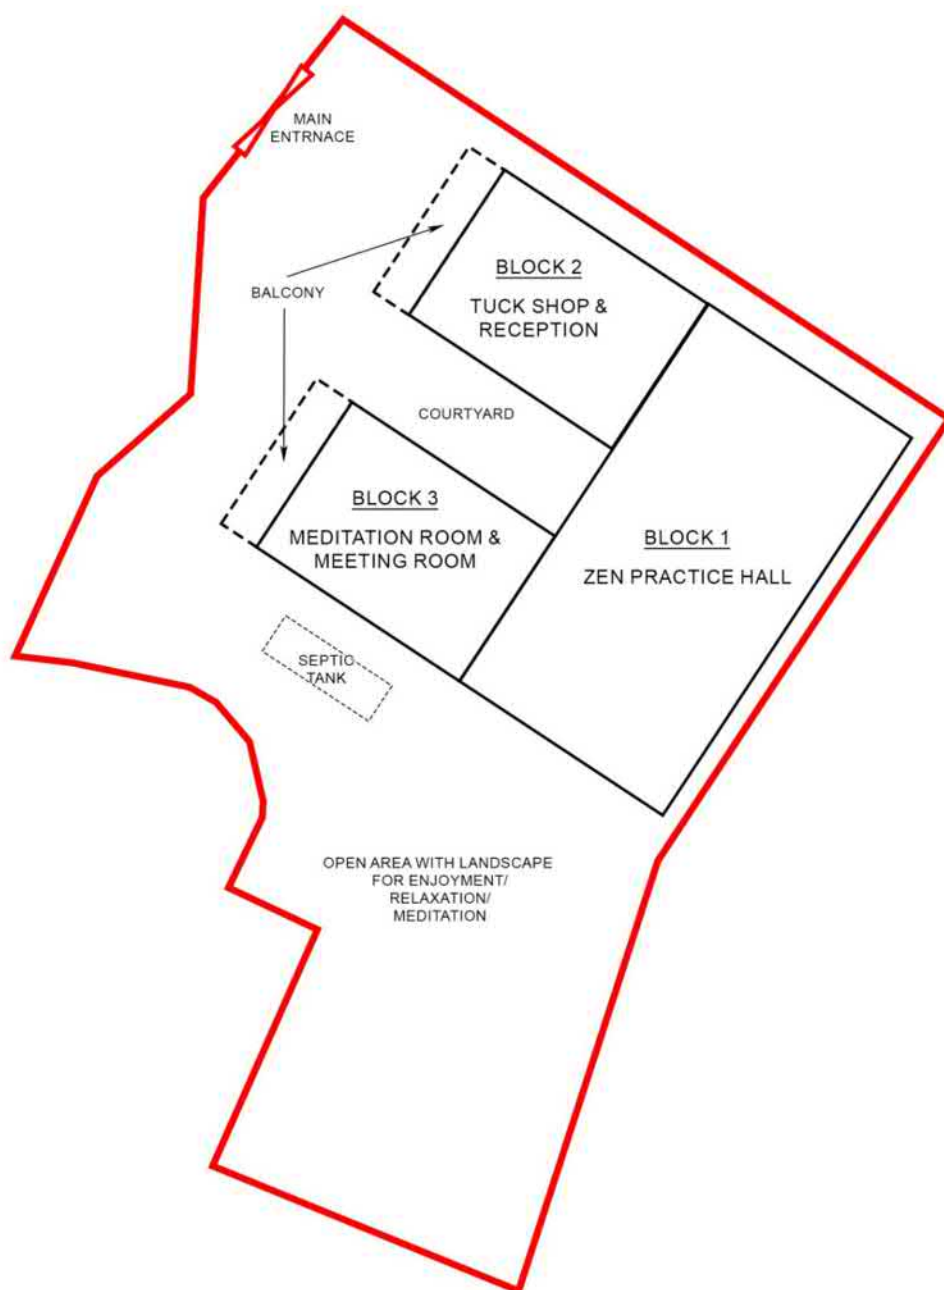 MAIN
ENTRNACE
BLOCK 2
TUCK SHOP &
RECEPTION
BALCONY
COURTYARD
BLOCK 3
MEDITATION ROOM &
MEETING ROOM
BLOCK 1
ZEN PRACTICE HALL
SEPTIC
TANK
OPEN AREA WITH LANDSCAPE
FOR ENJOYMENT/
RELAXATION/
MEDITATION